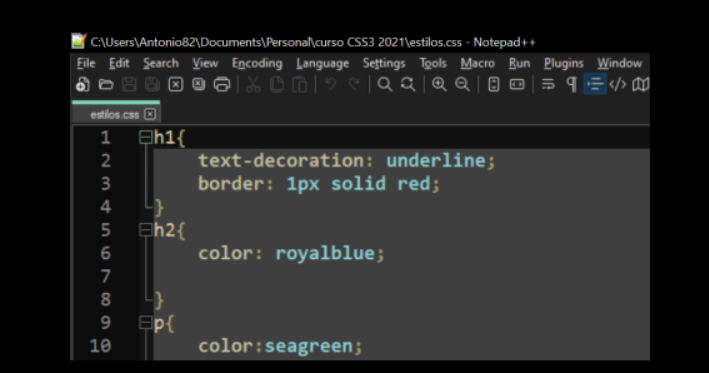 C:\Users\Antonio82\Documents\Personal\curso CSS3 2021\estilos.css - Notepad++
File Edit Search View Encoding Language Settings Tools Macro Run Plugins Window
estilos.css
1 h1{
2 text-decoration: underline;
3 border: 1px solid red;
4 }
5 h2{
6 color: royalblue;
7
8 }
9 p{
10 color:seagreen;